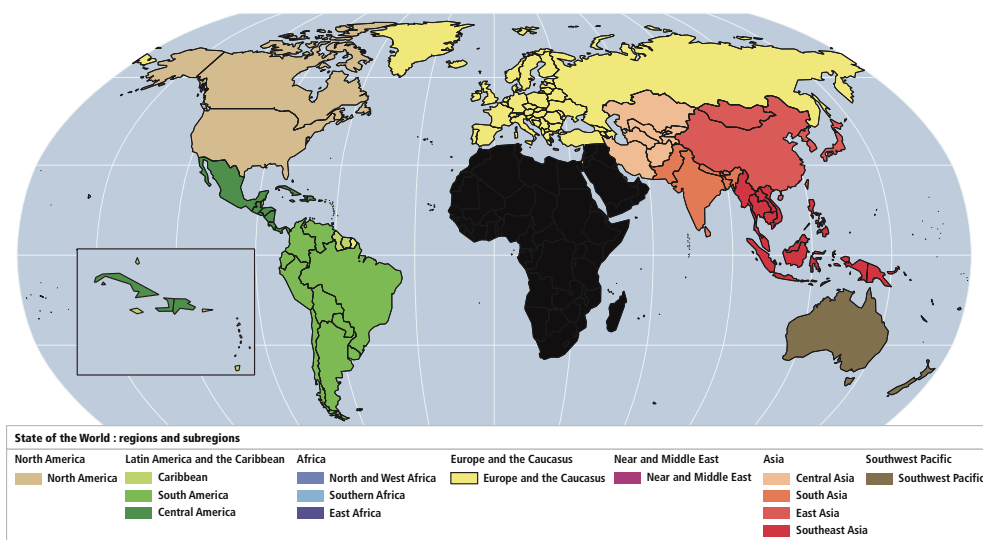 State of the World : regions and subregions
North America
North America
Latin America and the Caribbean
Caribbean
South America
Central America
Africa
North and West Africa
Southern Africa
East Africa
Europe and the Caucasus
Europe and the Caucasus
Near and Middle East
Near and Middle East
Asia
Central Asia
South Asia
East Asia
Southeast Asia
Southwest Pacific
Southwest Pacific